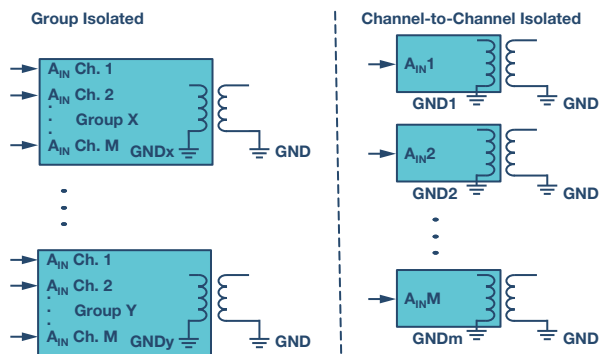 Group Isolated
AIN Ch. 1
AIN Ch. 2
Group X
AIN Ch. M
GNDx
GND
AIN Ch. 1
AIN Ch. 2
Group Y
AIN Ch. M
GNDy
GND
Channel-to-Channel Isolated
AIN1
GND1
GND
AIN2
GND2
GND
AINM
GNDm
GND